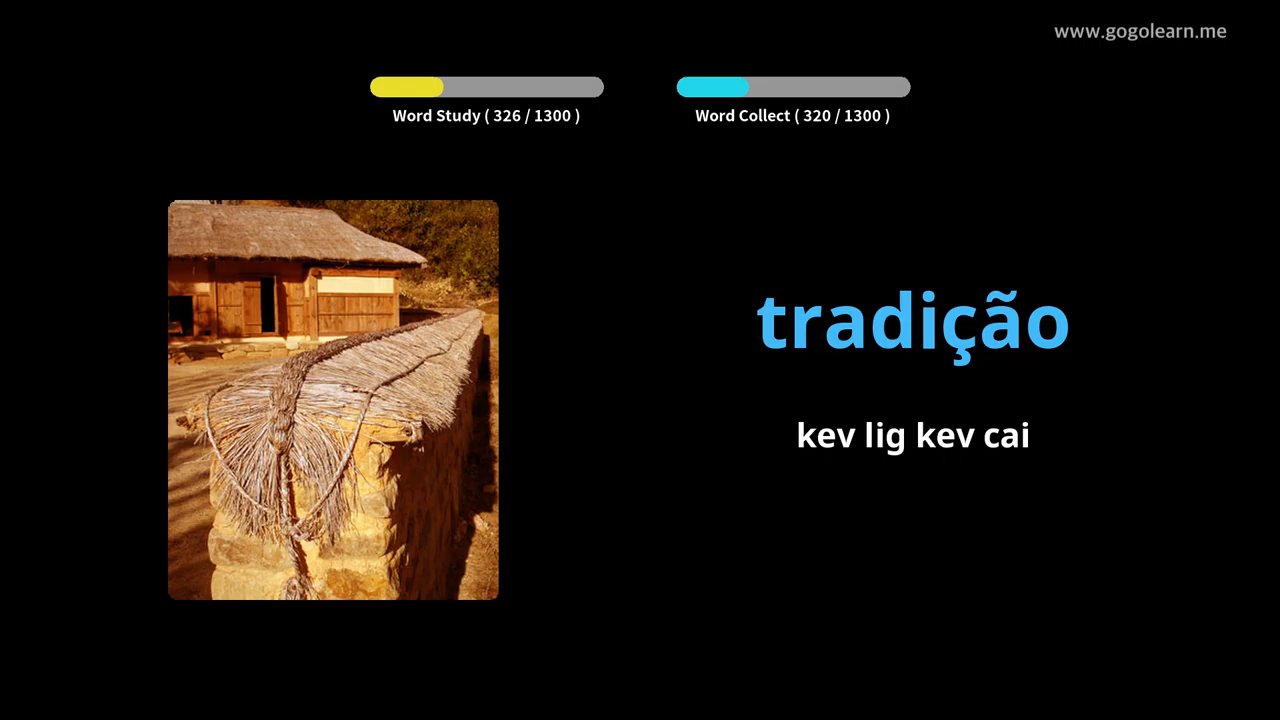 www.gogolearn.me
Word Study ( 326 / 1300 )
Word Collect ( 320 / 1300 )
tradição
kev lig kev cai